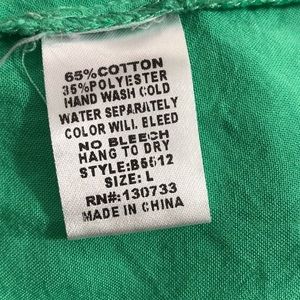 65%COTTON
35%POLYESTER
HAND WASH COLD
WATER SEPARATELY
COLOR WILL BLEED
NO BLEECH
HANG TO DRY
STYLE:B5612
SIZE: L
RN#:130733
MADE IN CHINA